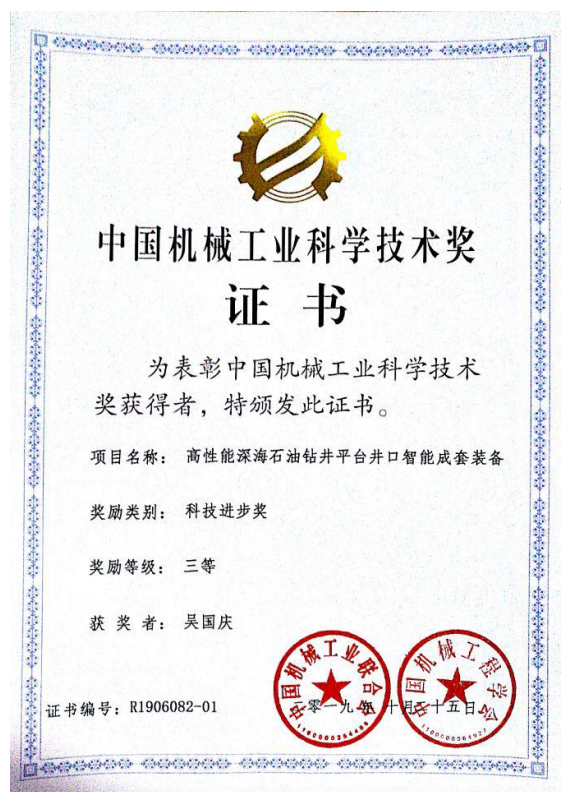 中国机械工业科学技术奖
证 书
为表彰中国机械工业科学技术
奖获得者，特颁发此证书。
项目名称： 高性能深海石油钻井平台井口智能成套装备
奖励类别： 科技进步奖
奖励等级： 三等
获 奖 者： 吴国庆
中国机械工业联合会
中国机械工程学会
证书编号：R1906082-01
二零一九年十月二十五日